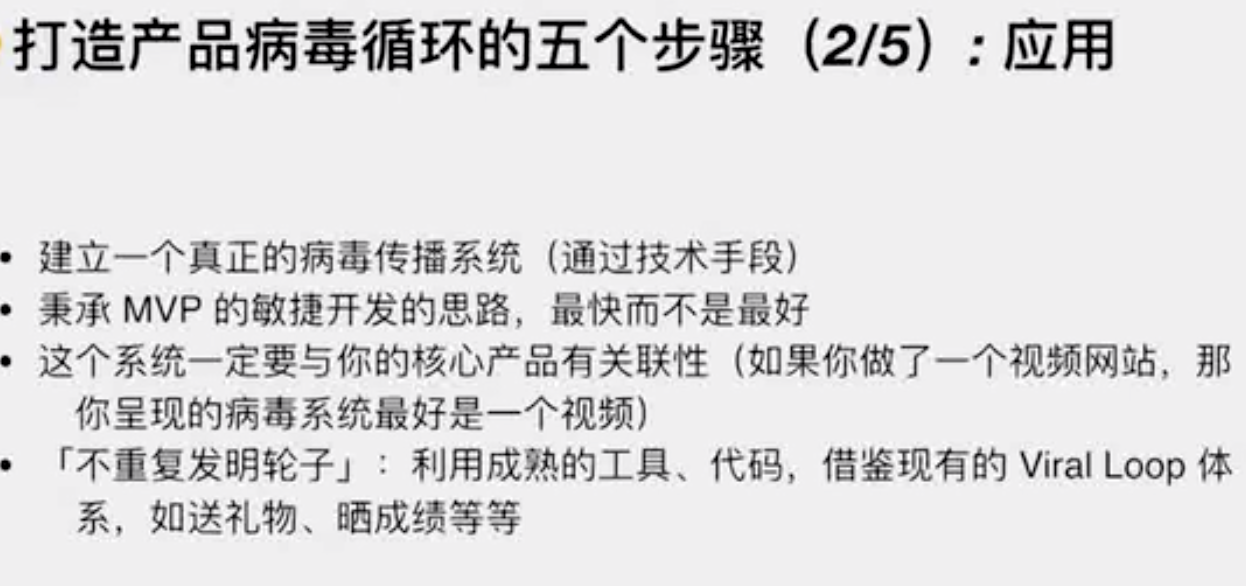 打造产品病毒循环的五个步骤（2/5）: 应用
• 建立一个真正的病毒传播系统（通过技术手段）
• 秉承 MVP 的敏捷开发的思路，最快而不是最好
• 这个系统一定要与你的核心产品有关联性（如果你做了一个视频网站，那
你呈现的病毒系统最好是一个视频）
• 「不重复发明轮子」：利用成熟的工具、代码，借鉴现有的 Viral Loop 体
系，如送礼物、晒成绩等等